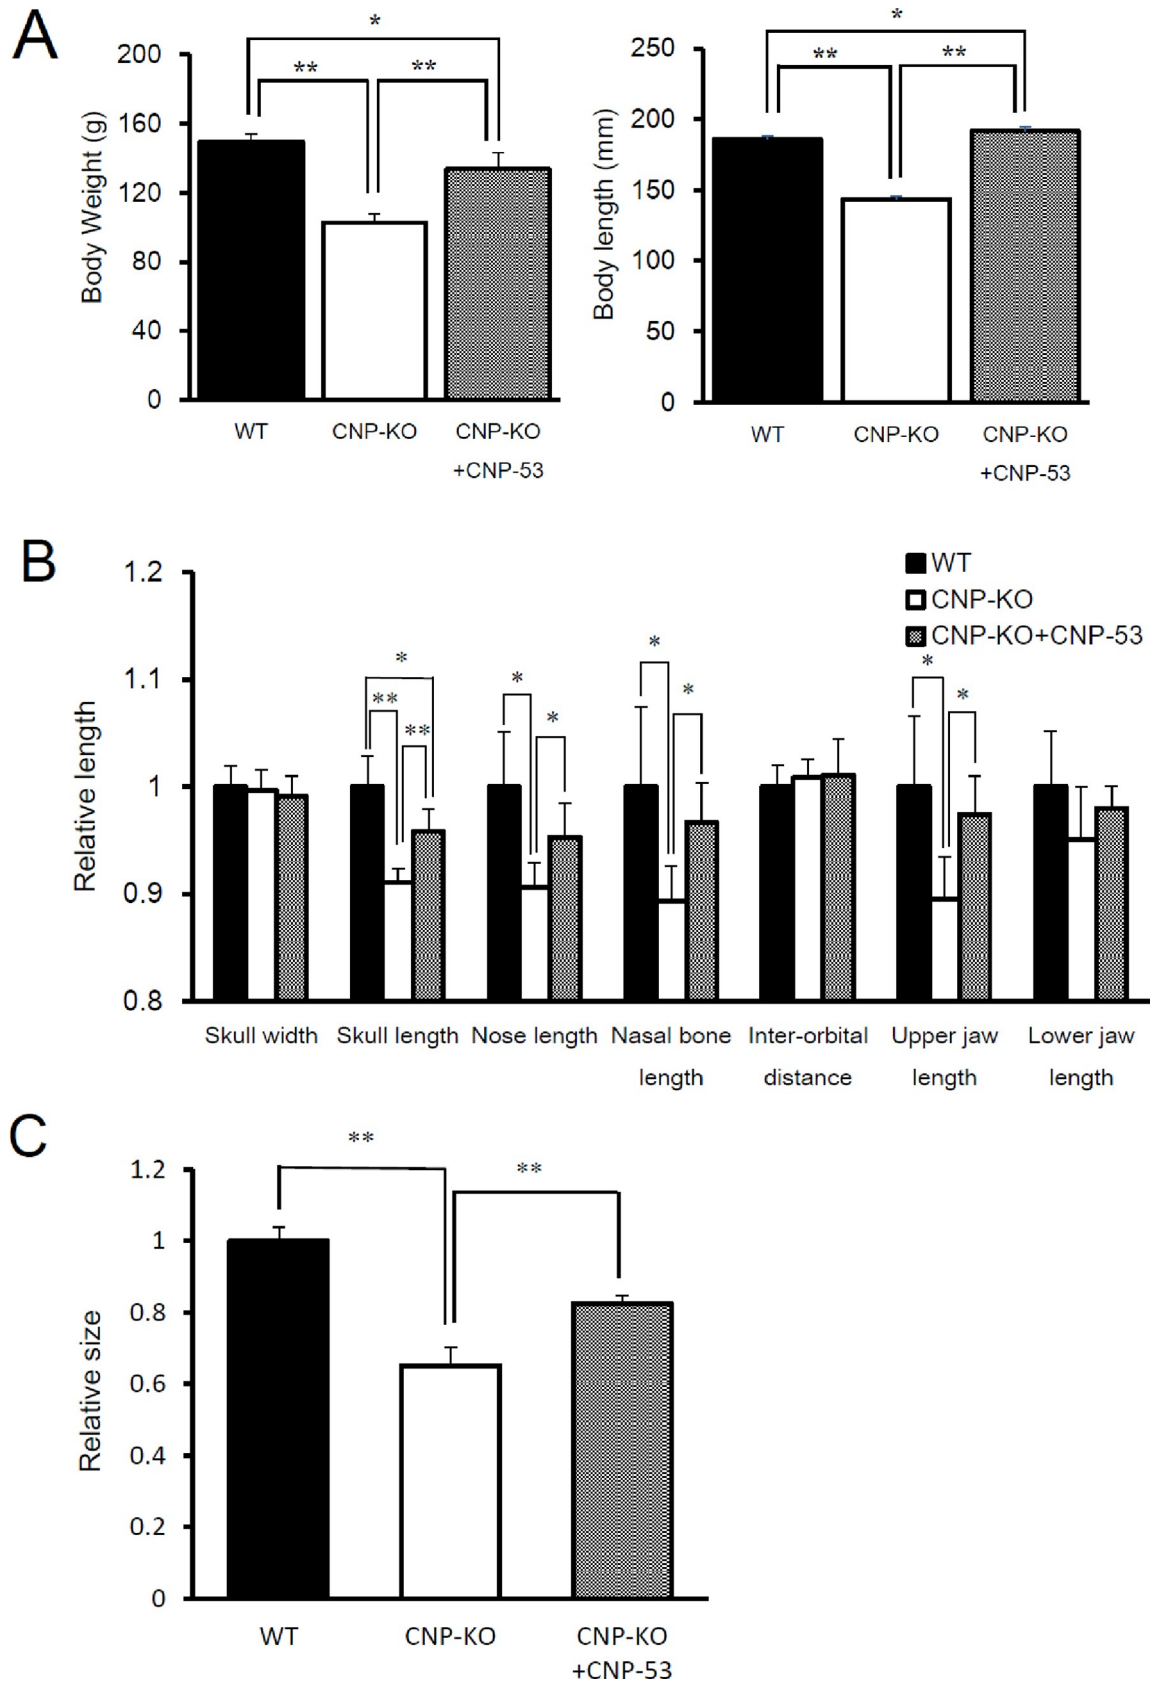 A
Body Weight (g)
200
160
120
80
40
0
*
**
**
WT
CNP-KO
CNP-KO
+CNP-53
Body length (mm)
250
200
150
100
50
0
*
**
**
WT
CNP-KO
CNP-KO
+CNP-53
B
Relative length
1.2
1.1
1
0.9
0.8
WT
CNP-KO
CNP-KO+CNP-53
*
**
**
*
*
*
*
*
*
Skull width
Skull length
Nose length
Nasal bone
length
Inter-orbital
distance
Upper jaw
length
Lower jaw
length
C
Relative size
1.2
1
0.8
0.6
0.4
0.2
0
**
**
WT
CNP-KO
CNP-KO
+CNP-53